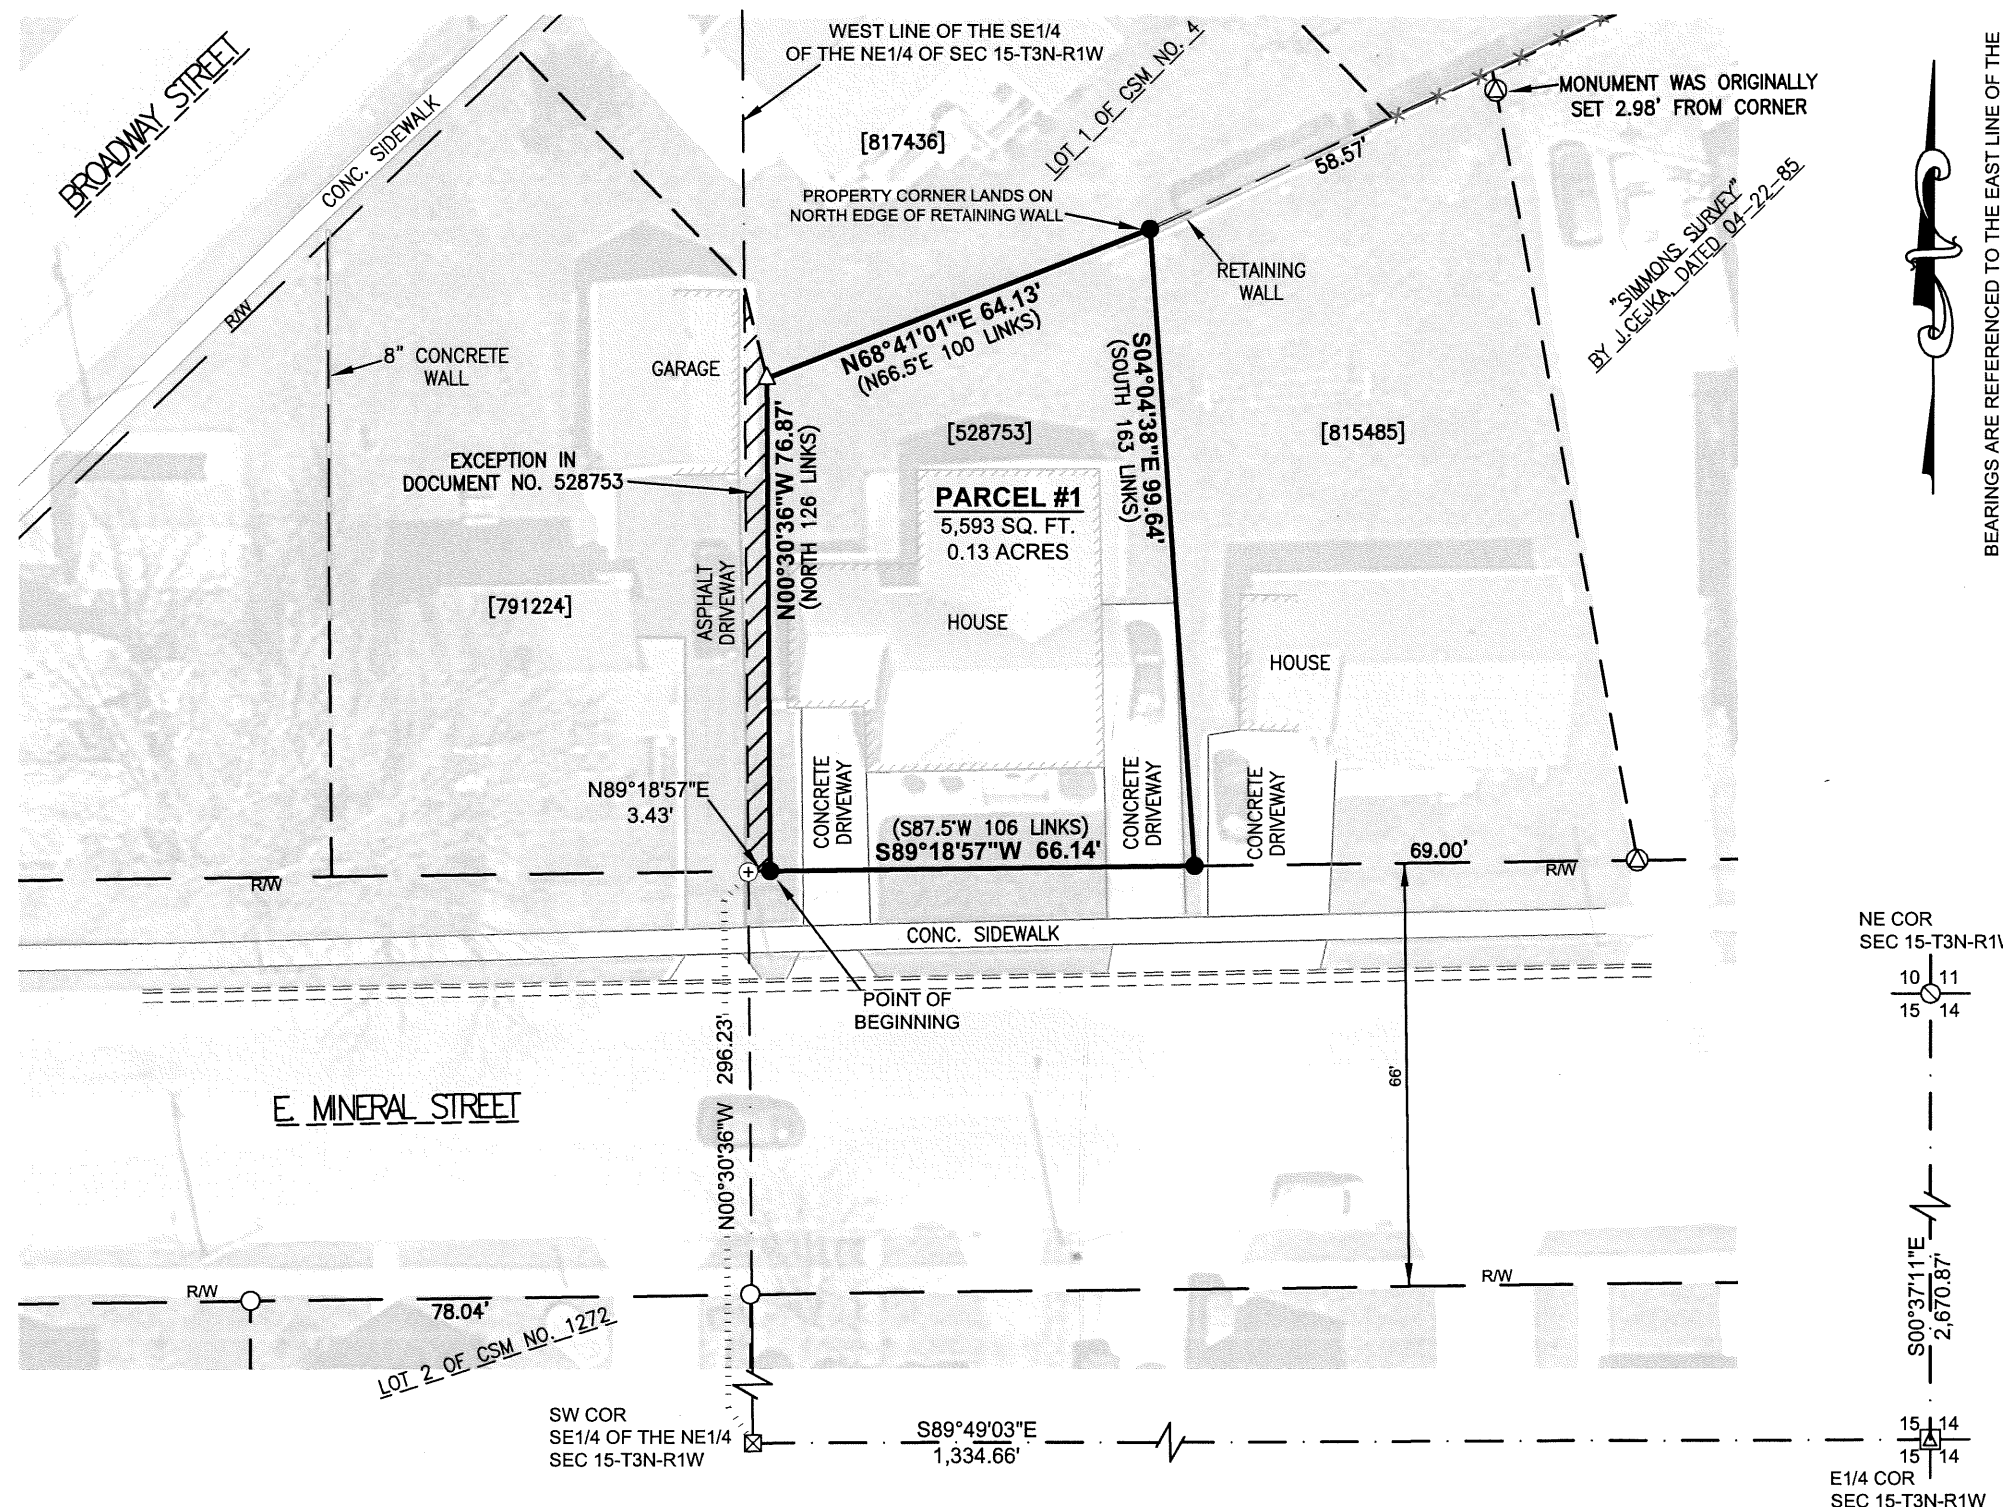 WEST LINE OF THE SE1/4
OF THE NE1/4 OF SEC 15-T3N-R1W
BROADWAY STREET
CONC. SIDEWALK
[817436]
LOT 1 OF CSM NO. 4
MONUMENT WAS ORIGINALLY
SET 2.98' FROM CORNER
58.57'
PROPERTY CORNER LANDS ON
NORTH EDGE OF RETAINING WALL
RETAINING
WALL
"SIMMONS SURVEY"
BY J.CEJKA, DATED 04-22-85
BEARINGS ARE REFERENCED TO THE EAST LINE OF THE
R/W
8" CONCRETE
WALL
GARAGE
N68°41'01"E 64.13'
(N66.5'E 100 LINKS)
S04°04'38"E 99.64'
(SOUTH 163 LINKS)
N00°30'36"W 76.87'
(NORTH 126 LINKS)
EXCEPTION IN
DOCUMENT NO. 528753
[528753]
[815485]
PARCEL #1
5,593 SQ. FT.
0.13 ACRES
ASPHALT
DRIVEWAY
[791224]
HOUSE
HOUSE
N89°18'57"E
3.43'
CONCRETE
DRIVEWAY
CONCRETE
DRIVEWAY
CONCRETE
DRIVEWAY
(S87.5'W 106 LINKS)
S89°18'57"W 66.14'
69.00'
R/W
R/W
CONC. SIDEWALK
NE COR
SEC 15-T3N-R1W
10 11
15 14
POINT OF
BEGINNING
N00°30'36"W 296.23'
66'
E. MINERAL STREET
S00°37'11"E
2,670.87'
R/W
R/W
78.04'
LOT 2 OF CSM NO. 1272
SW COR
SE1/4 OF THE NE1/4
SEC 15-T3N-R1W
S89°49'03"E
1,334.66'
15 14
15 14
E1/4 COR
SEC 15-T3N-R1W